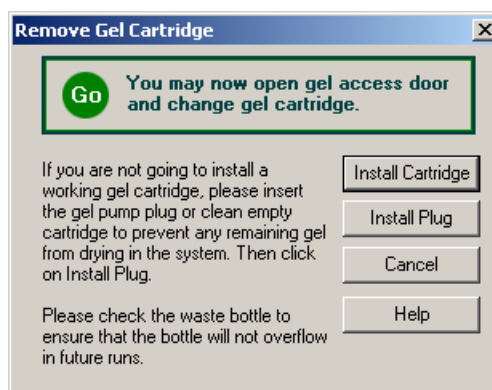 Remove Gel Cartridge
Go
You may now open gel access door
and change gel cartridge.
If you are not going to install a
working gel cartridge, please insert
the gel pump plug or clean empty
cartridge to prevent any remaining gel
from drying in the system. Then click
on Install Plug.
Please check the waste bottle to
ensure that the bottle will not overflow
in future runs.
Install Cartridge
Install Plug
Cancel
Help